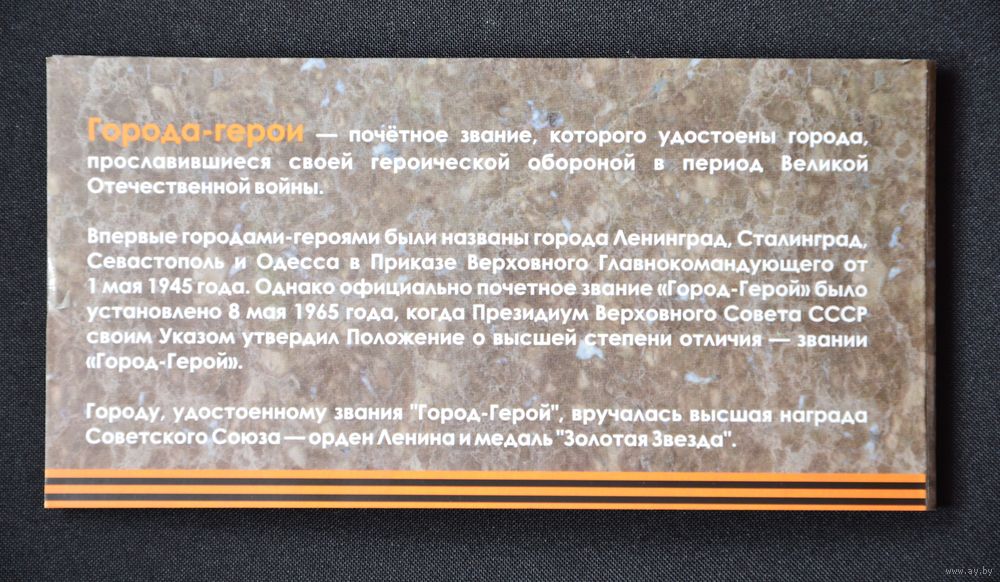 Города-герои — почётное звание, которого удостоены города,
прославившиеся своей героической обороной в период Великой
Отечественной войны.
Впервые городами-героями были названы города Ленинград, Сталинград,
Севастополь и Одесса в Приказе Верховного Главнокомандующего от
1 мая 1945 года. Однако официально почетное звание «Город-Герой» было
установлено 8 мая 1965 года, когда Президиум Верховного Совета СССР
своим Указом утвердил Положение о высшей степени отличия — звании
«Город-Герой».
Городу, удостоенному звания "Город-Герой", вручалась высшая награда
Советского Союза — орден Ленина и медаль "Золотая Звезда".
www.ay.by